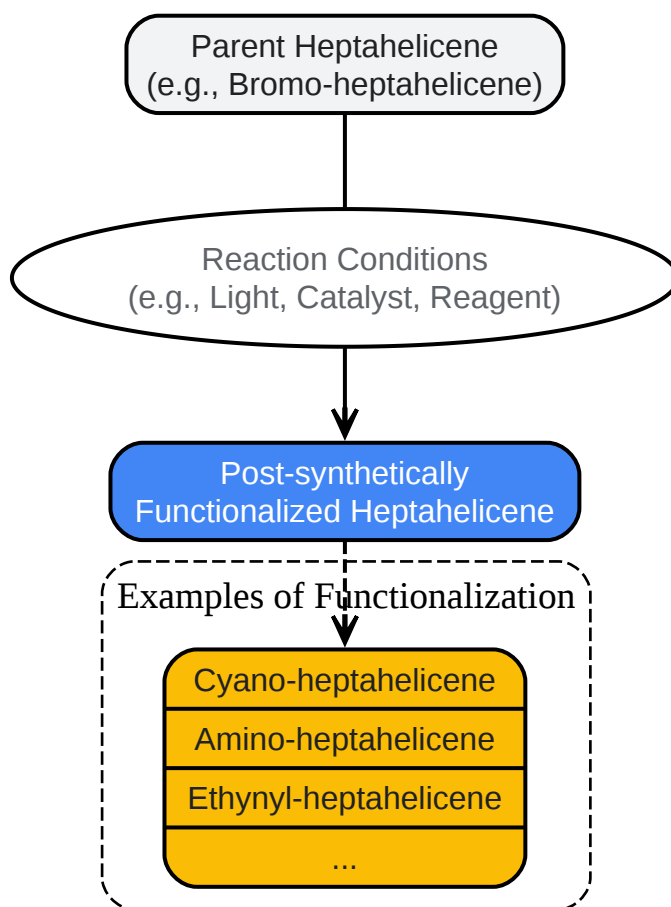 Parent Heptahelicene
(e.g., Bromo-heptahelicene)
Reaction Conditions
(e.g., Light, Catalyst, Reagent)
Post-synthetically
Functionalized Heptahelicene
Examples of Functionalization
Cyano-heptahelicene
Amino-heptahelicene
Ethynyl-heptahelicene
...